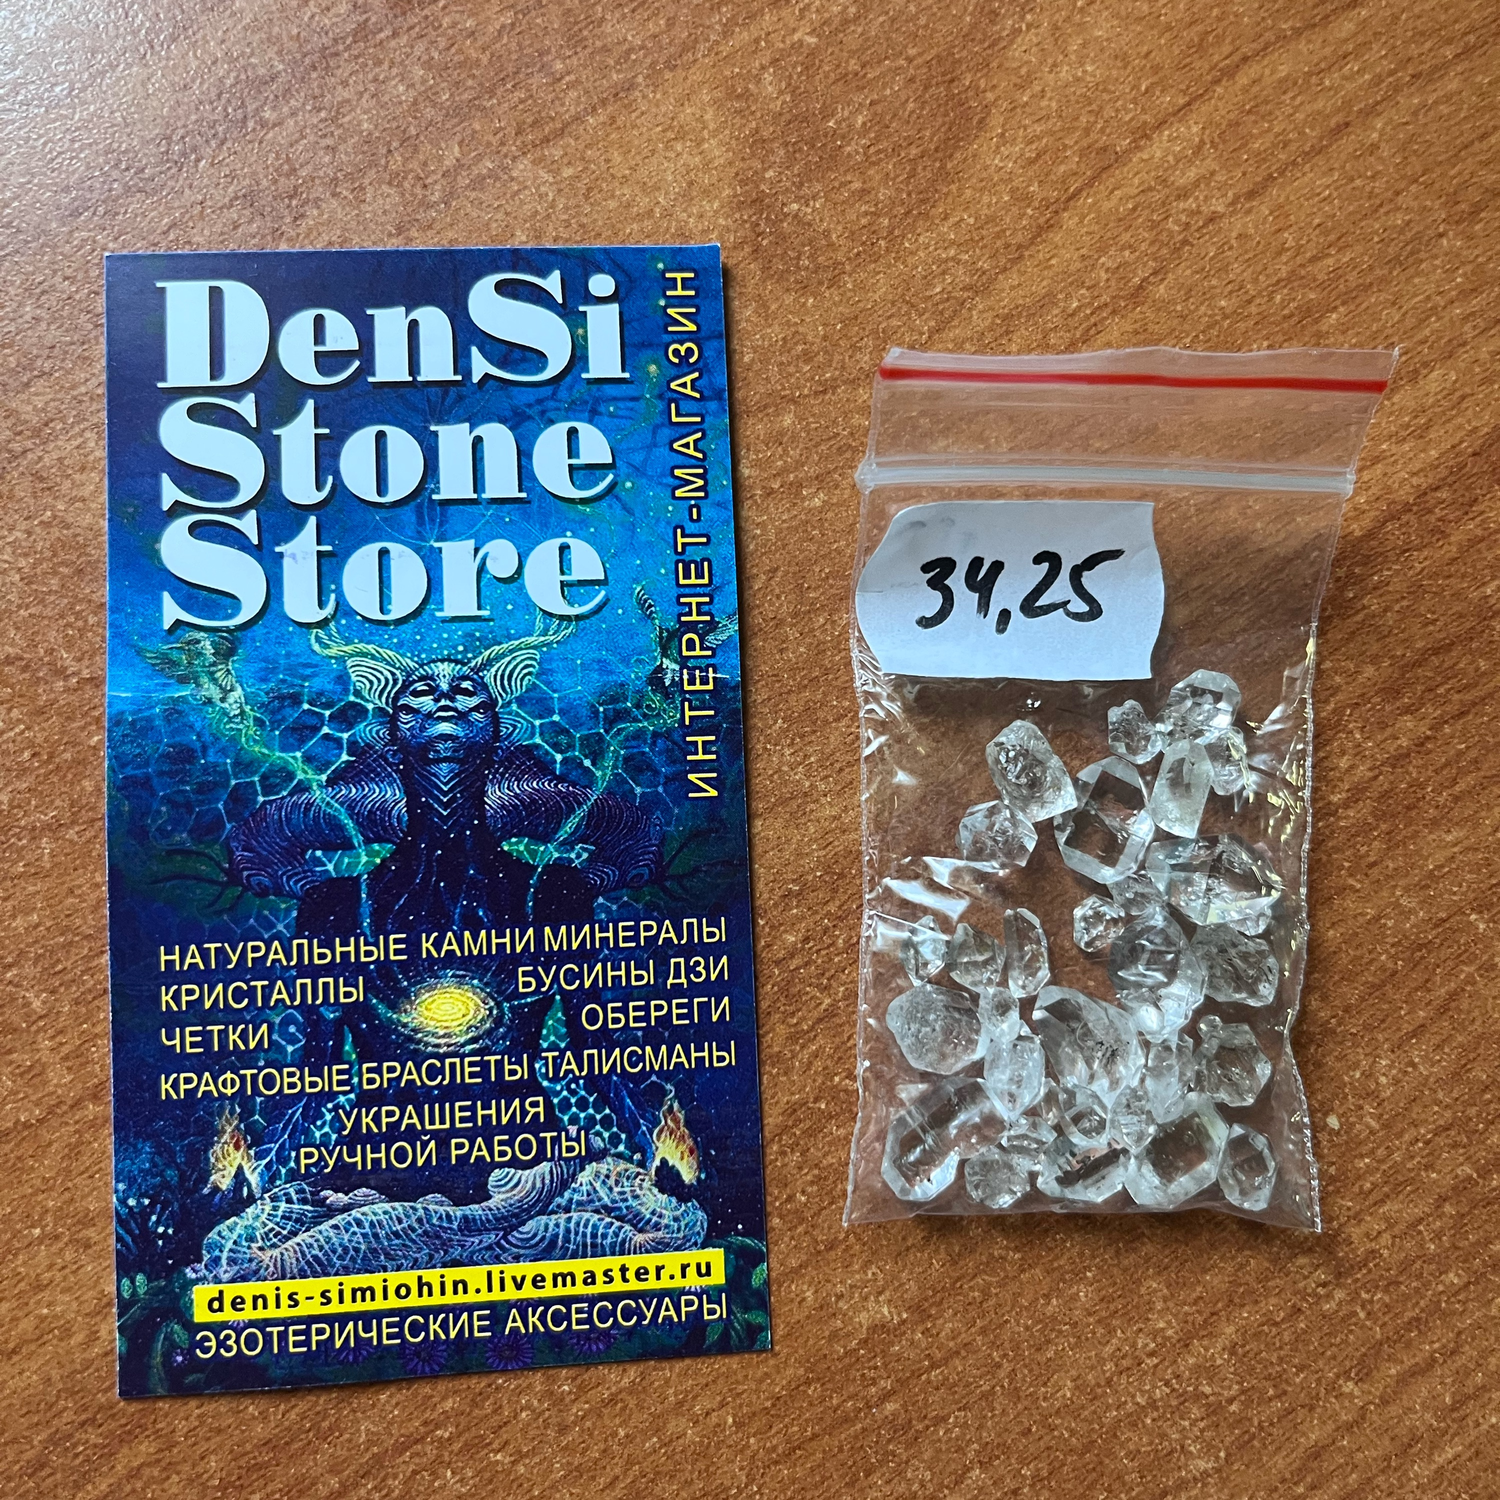 DenSi
Stone
Store
ИНТЕРНЕТ-МАГАЗИН
НАТУРАЛЬНЫЕ КАМНИ МИНЕРАЛЫ
КРИСТАЛЛЫ БУСИНЫ ДЗИ
ЧЕТКИ ОБЕРЕГИ
КРАФТОВЫЕ БРАСЛЕТЫ ТАЛИСМАНЫ
УКРАШЕНИЯ
РУЧНОЙ РАБОТЫ
denis-simiohin.livemaster.ru
ЭЗОТЕРИЧЕСКИЕ АКСЕССУАРЫ
34,25